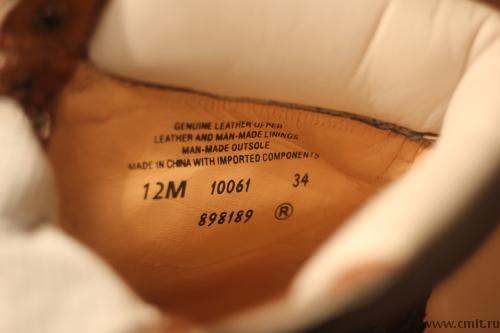 GENUINE LEATHER UPPER
LEATHER AND MAN-MADE LININGS
MAN-MADE OUTSOLE
MADE IN CHINA WITH IMPORTED COMPONENTS
12M 10061 34
898189 ®
www.cmlt.ru